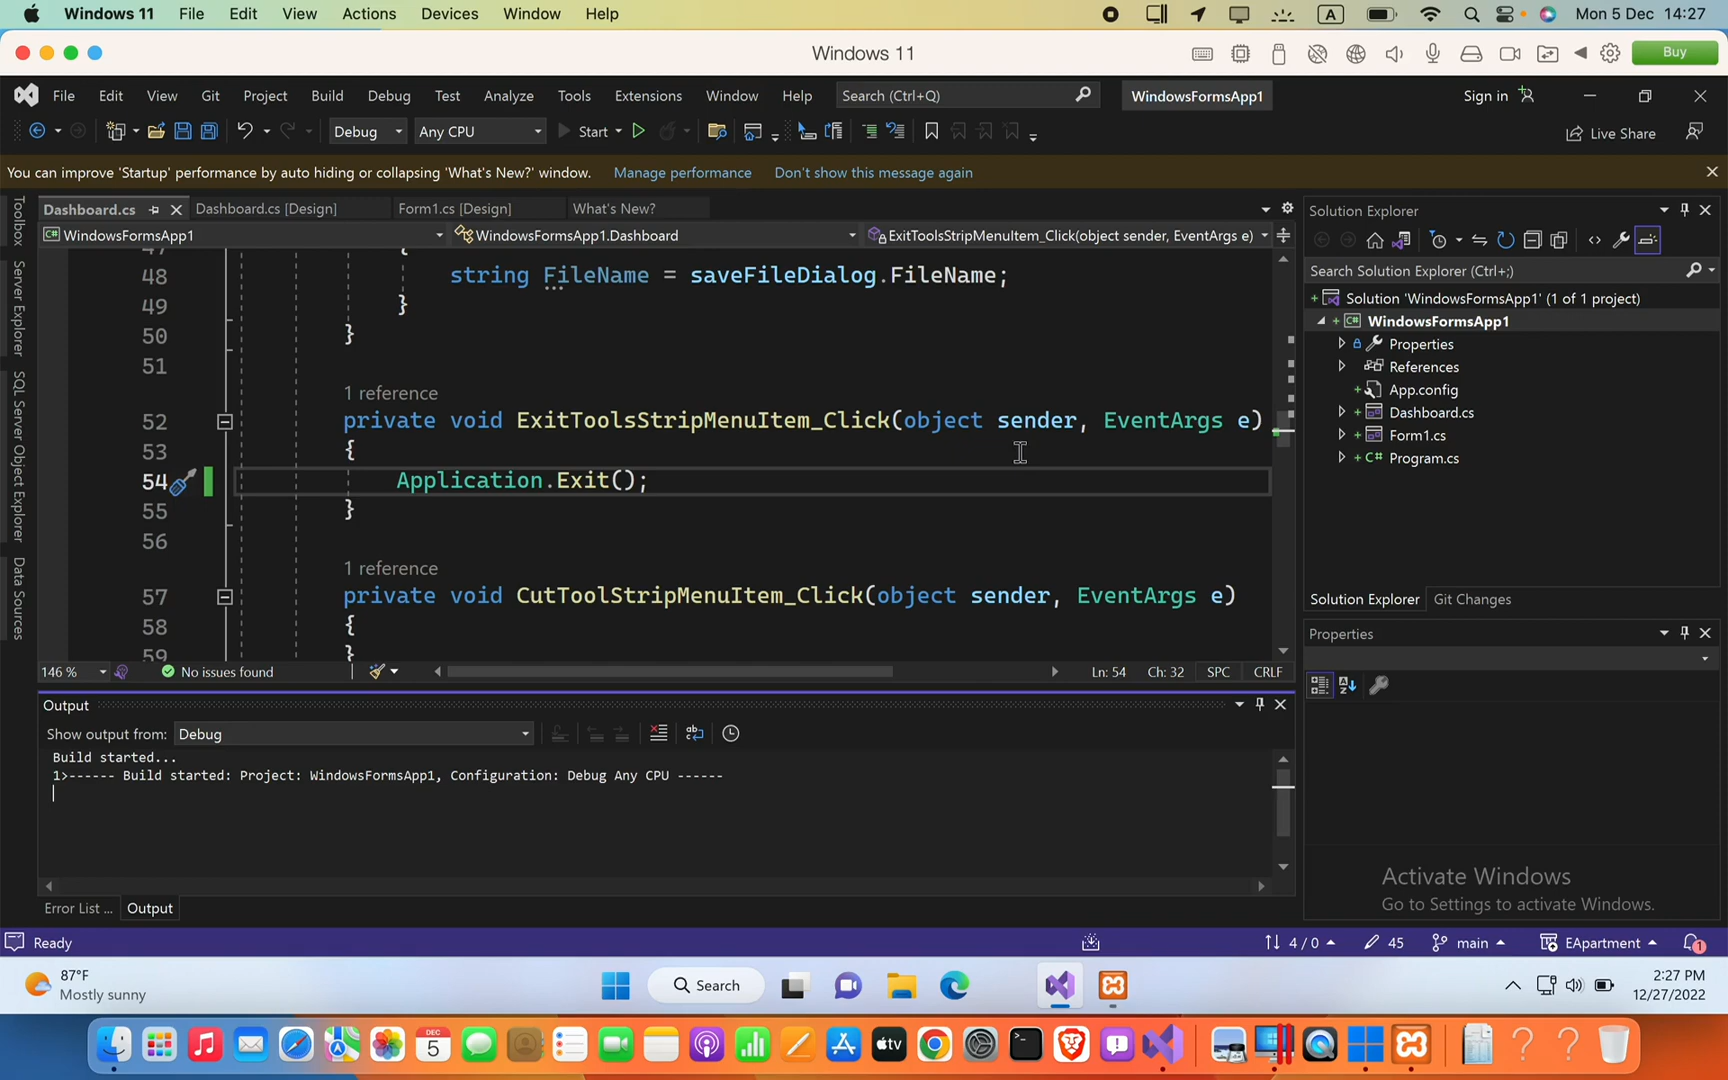 Windows 11 File Edit View Actions Devices Window Help A Mon 5 Dec 14:27
Windows 11 Buy
File Edit View Git Project Build Debug Test Analyze Tools Extensions Window Help Search (Ctrl+Q) WindowsFormsApp1 Sign in
Debug Any CPU Start Live Share
You can improve 'Startup' performance by auto hiding or collapsing 'What's New?' window. Manage performance Don't show this message again
Toolbox
Server Explorer
SQL Server Object Explorer
Data Sources
Dashboard.cs Dashboard.cs [Design] Form1.cs [Design] What's New?
WindowsFormsApp1 WindowsFormsApp1.Dashboard ExitToolsStripMenuItem_Click(object sender, EventArgs e)
47 {
48 string FileName = saveFileDialog.FileName;
49 }
50 }
51
1 reference
52 private void ExitToolsStripMenuItem_Click(object sender, EventArgs e)
53 {
54 Application.Exit();
55 }
56
1 reference
57 private void CutToolStripMenuItem_Click(object sender, EventArgs e)
58 {
59 }
146 % No issues found Ln: 54 Ch: 32 SPC CRLF
Output
Show output from: Debug
Build started...
1>------ Build started: Project: WindowsFormsApp1, Configuration: Debug Any CPU ------
Error List ... Output
Solution Explorer
Search Solution Explorer (Ctrl+;)
Solution 'WindowsFormsApp1' (1 of 1 project)
WindowsFormsApp1
Properties
References
App.config
Dashboard.cs
Form1.cs
Program.cs
Solution Explorer Git Changes
Properties
Activate Windows
Go to Settings to activate Windows.
Ready 4 / 0 45 main EApartment 1
87°F
Mostly sunny
Search
2:27 PM
12/27/2022
DEC
5
tv